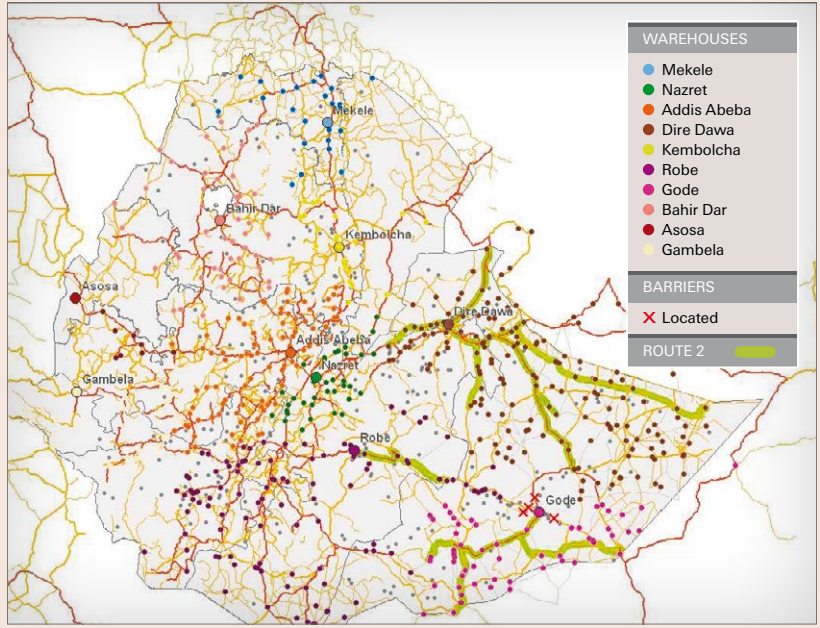 WAREHOUSES
Mekele
Nazret
Addis Abeba
Dire Dawa
Kembolcha
Robe
Gode
Bahir Dar
Asosa
Gambela
BARRIERS
Located
ROUTE 2
Mekele
Bahir Dar
Kembolcha
Asosa
Dire Dawa
Addis Abeba
Nazret
Gambela
Robe
Gode